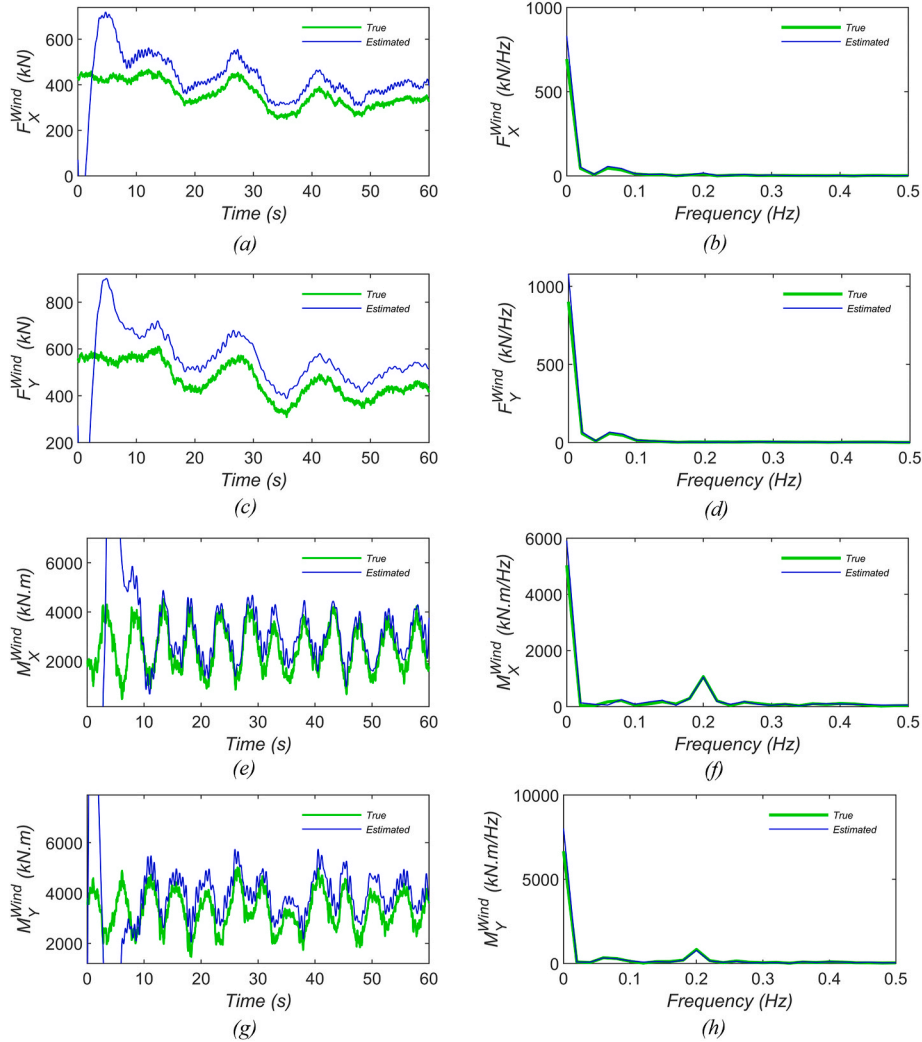 True
Estimated
600
400
200
0
F_X^Wind (kN)
0 10 20 30 40 50 60
Time (s)
(a)
True
Estimated
1000
500
0
F_X^Wind (kN/Hz)
0 0.1 0.2 0.3 0.4 0.5
Frequency (Hz)
(b)
True
Estimated
800
600
400
200
F_Y^Wind (kN)
0 10 20 30 40 50 60
Time (s)
(c)
True
Estimated
1000
500
0
F_Y^Wind (kN/Hz)
0 0.1 0.2 0.3 0.4 0.5
Frequency (Hz)
(d)
True
Estimated
6000
4000
2000
M_X^Wind (kN.m)
0 10 20 30 40 50 60
Time (s)
(e)
True
Estimated
6000
4000
2000
0
M_X^Wind (kN.m/Hz)
0 0.1 0.2 0.3 0.4 0.5
Frequency (Hz)
(f)
True
Estimated
6000
4000
2000
M_Y^Wind (kN.m)
0 10 20 30 40 50 60
Time (s)
(g)
True
Estimated
10000
5000
0
M_Y^Wind (kN.m/Hz)
0 0.1 0.2 0.3 0.4 0.5
Frequency (Hz)
(h)